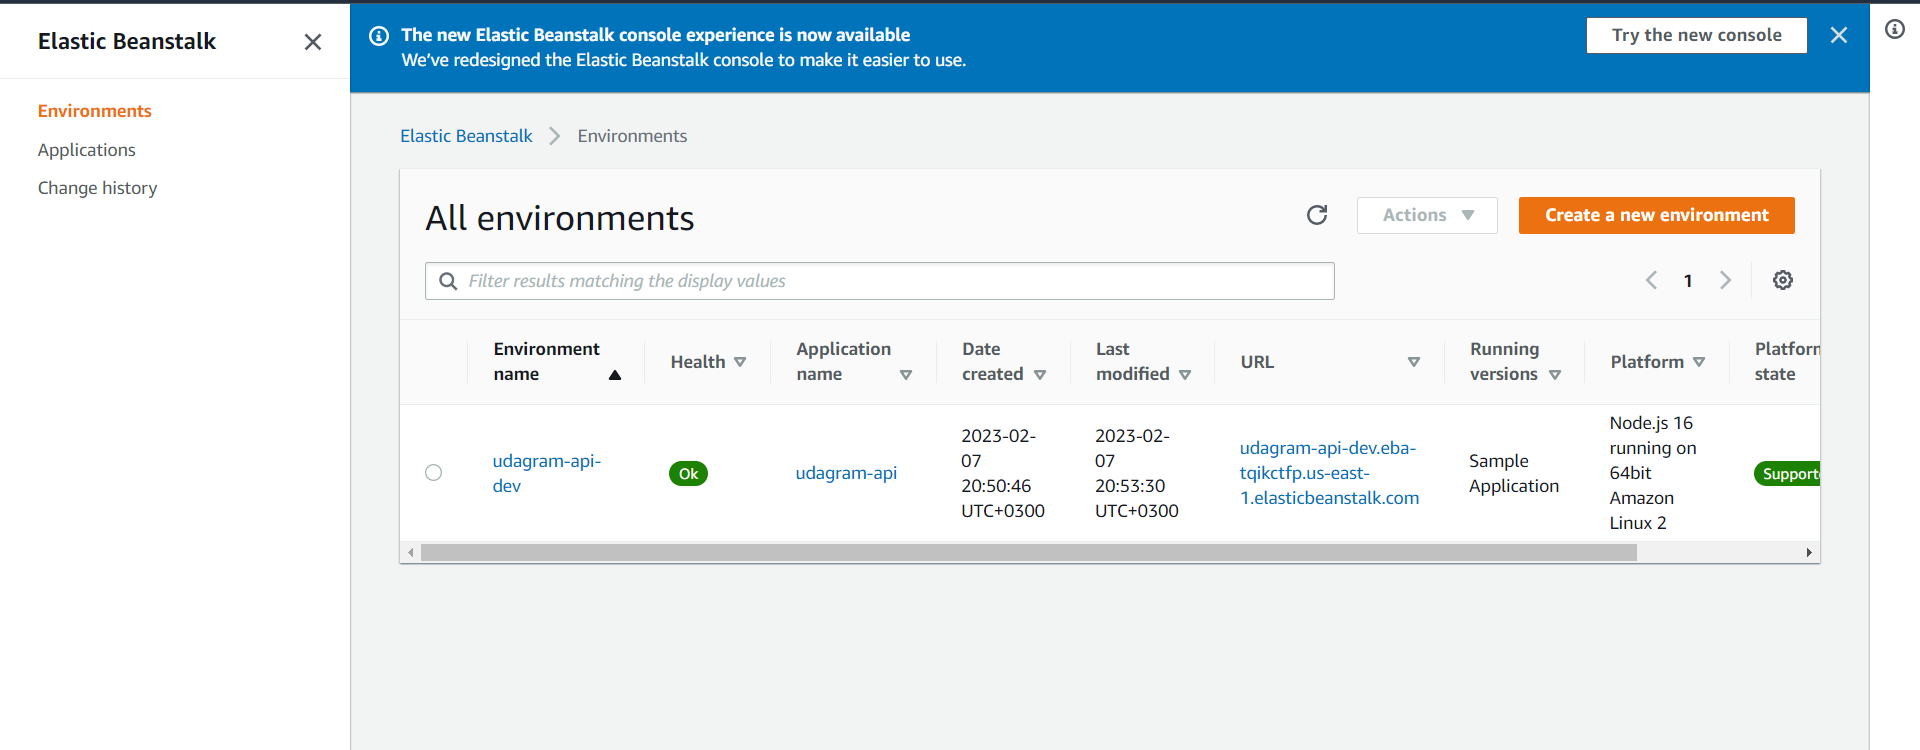 Elastic Beanstalk
Environments
Applications
Change history
The new Elastic Beanstalk console experience is now available
We've redesigned the Elastic Beanstalk console to make it easier to use.
Try the new console
Elastic Beanstalk
Environments
All environments
Actions
Create a new environment
Filter results matching the display values
1
Environment
name
Health
Application
name
Date
created
Last
modified
URL
Running
versions
Platform
Platform
state
udagram-api-
dev
Ok
udagram-api
2023-02-
07
20:50:46
UTC+0300
2023-02-
07
20:53:30
UTC+0300
udagram-api-dev.eba-
tqikctfp.us-east-
1.elasticbeanstalk.com
Sample
Application
Node.js 16
running on
64bit
Amazon
Linux 2
Supporte